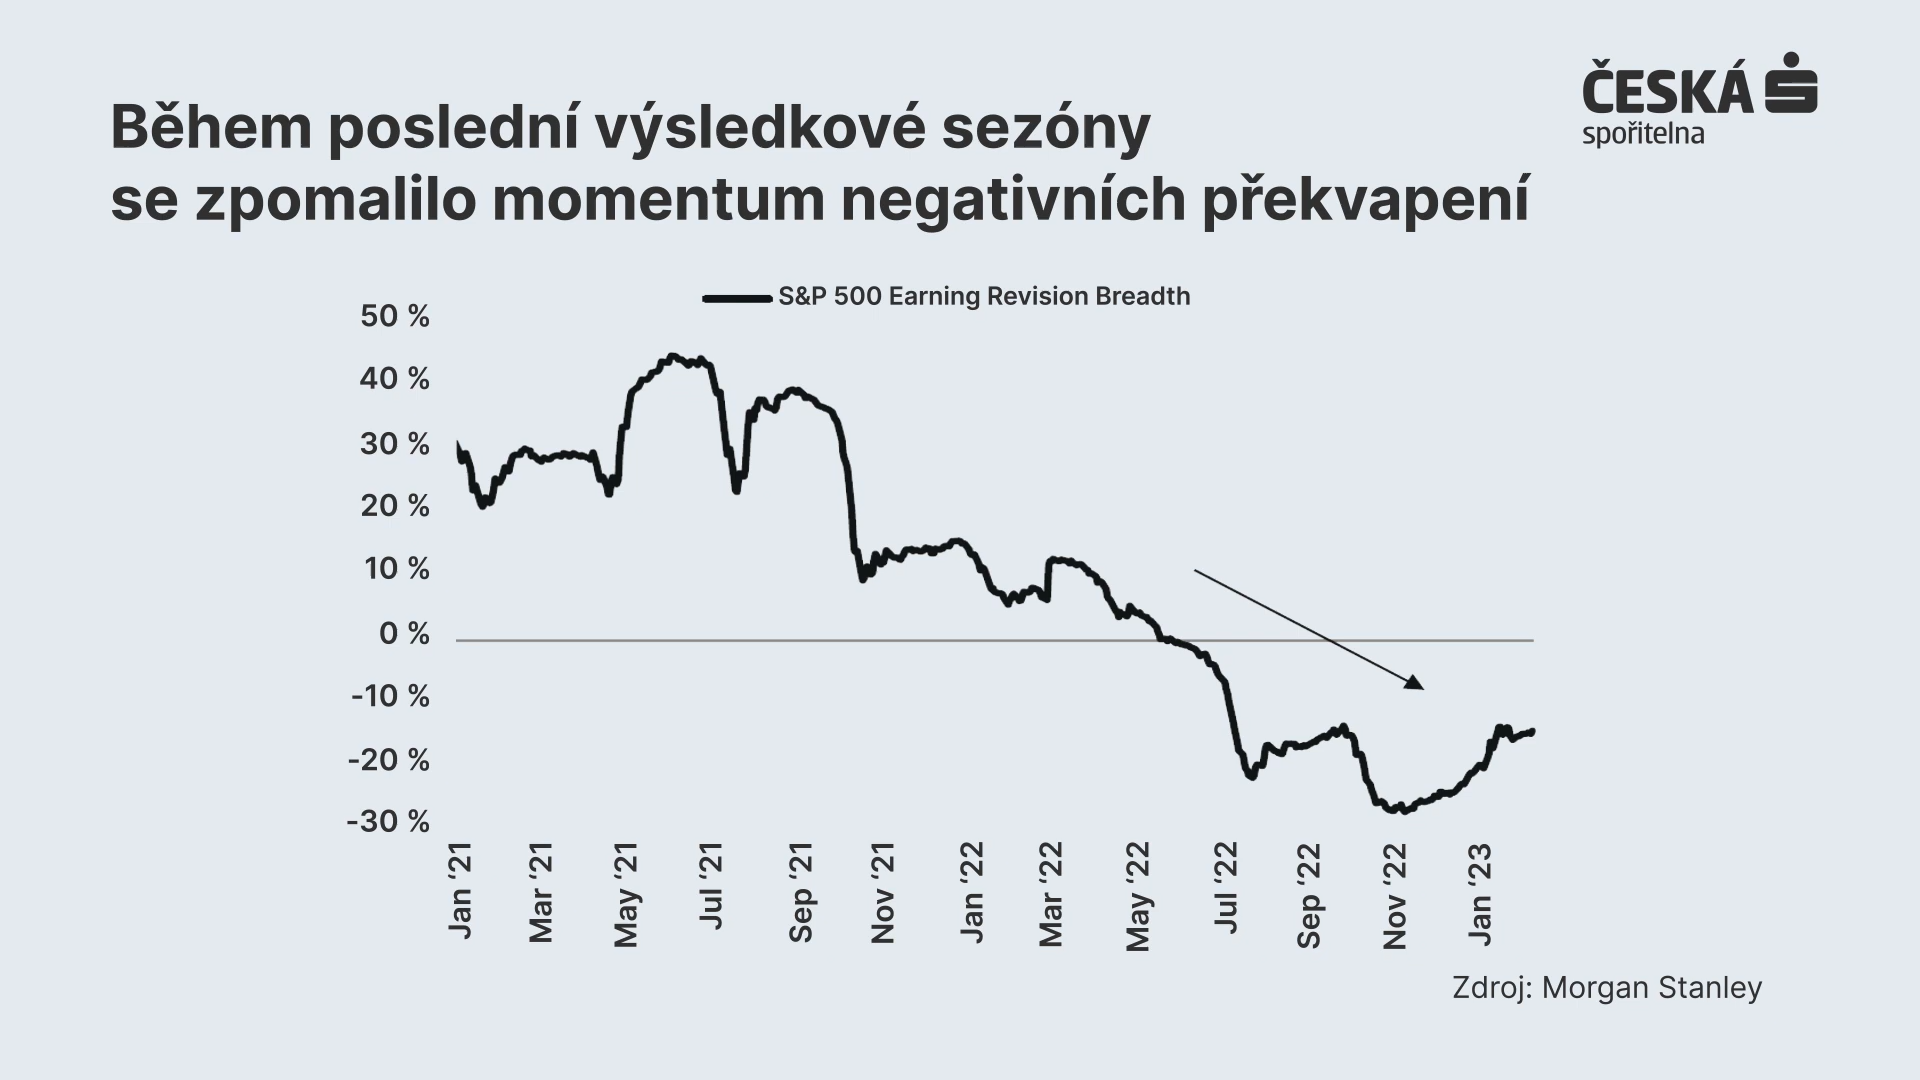 ČESKÁ
spořitelna
Během poslední výsledkové sezóny
se zpomalilo momentum negativních překvapení
S&P 500 Earning Revision Breadth
50 %
40 %
30 %
20 %
10 %
0 %
-10 %
-20 %
-30 %
Jan ‘21
Mar ‘21
May ‘21
Jul ‘21
Sep ‘21
Nov ‘21
Jan ‘22
Mar ‘22
May ‘22
Jul ‘22
Sep ‘22
Nov ‘22
Jan ‘23
Zdroj: Morgan Stanley